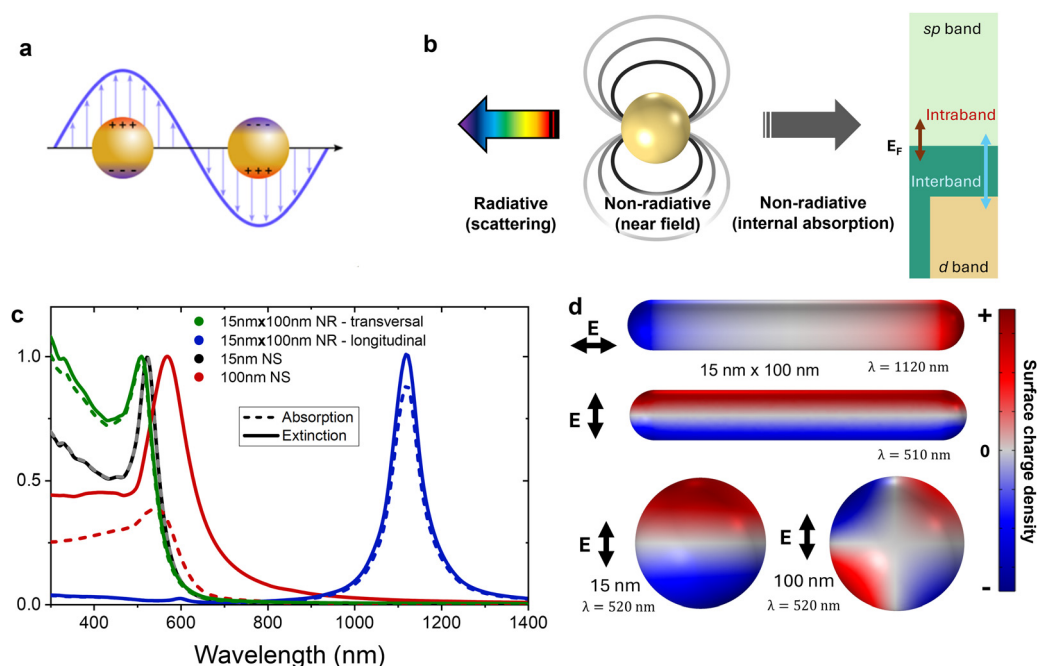 a
+++
- - -
- - -
+++
b
Radiative
(scattering)
Non-radiative
(near field)
Non-radiative
(internal absorption)
sp band
Intraband
E_F
Interband
d band
c
15nmx100nm NR - transversal
15nmx100nm NR - longitudinal
15nm NS
100nm NS
Absorption
Extinction
1.0
0.5
0.0
400
600
800
1000
1200
1400
Wavelength (nm)
d
E
15 nm x 100 nm
λ = 1120 nm
E
λ = 510 nm
E
15 nm
λ = 520 nm
E
100 nm
λ = 520 nm
+
0
-
Surface charge density